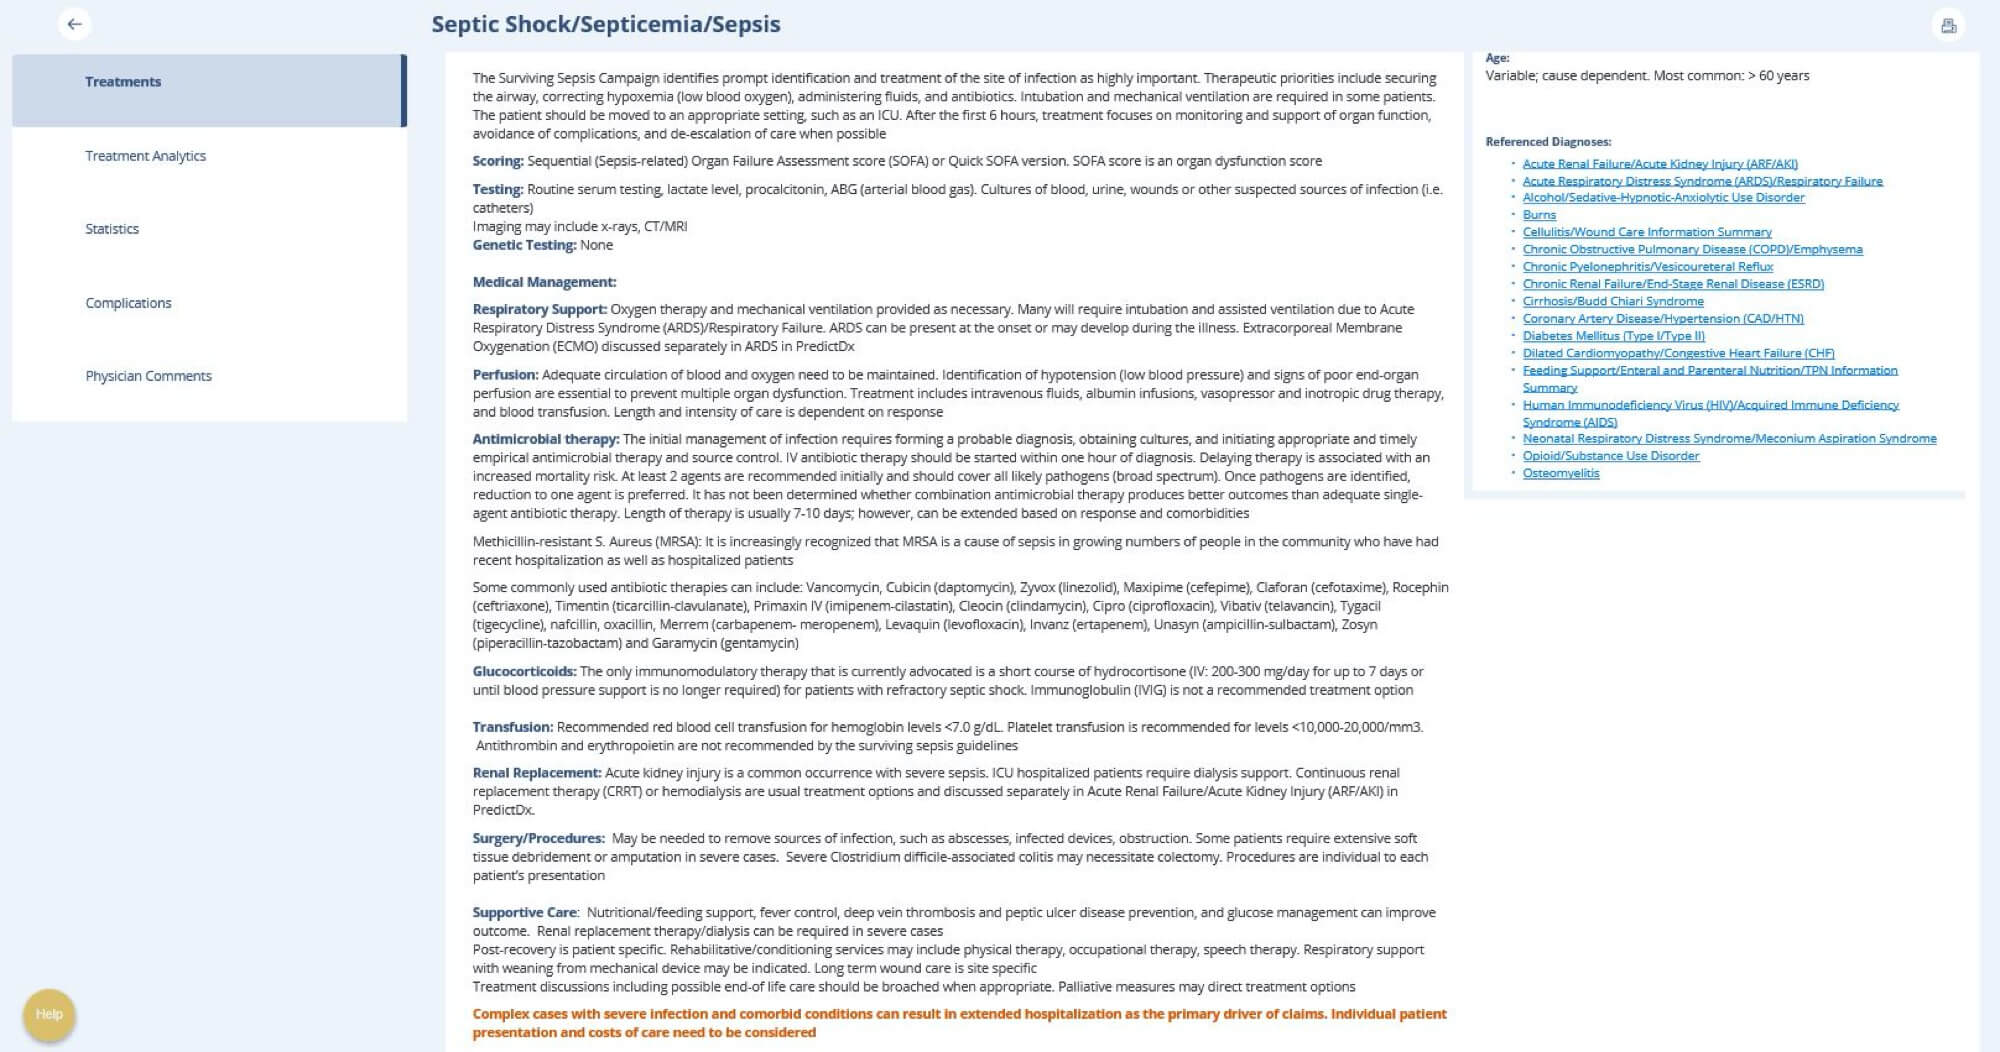 Septic Shock/Septicemia/Sepsis
Treatments
Treatment Analytics
Statistics
Complications
Physician Comments
Help
The Surviving Sepsis Campaign identifies prompt identification and treatment of the site of infection as highly important. Therapeutic priorities include securing
the airway, correcting hypoxemia (low blood oxygen), administering fluids, and antibiotics. Intubation and mechanical ventilation are required in some patients.
The patient should be moved to an appropriate setting, such as an ICU. After the first 6 hours, treatment focuses on monitoring and support of organ function,
avoidance of complications, and de-escalation of care when possible
Scoring: Sequential (Sepsis-related) Organ Failure Assessment score (SOFA) or Quick SOFA version. SOFA score is an organ dysfunction score
Testing: Routine serum testing, lactate level, procalcitonin, ABG (arterial blood gas). Cultures of blood, urine, wounds or other suspected sources of infection (i.e.
catheters)
Imaging may include x-rays, CT/MRI
Genetic Testing: None
Medical Management:
Respiratory Support: Oxygen therapy and mechanical ventilation provided as necessary. Many will require intubation and assisted ventilation due to Acute
Respiratory Distress Syndrome (ARDS)/Respiratory Failure. ARDS can be present at the onset or may develop during the illness. Extracorporeal Membrane
Oxygenation (ECMO) discussed separately in ARDS in PredictDx
Perfusion: Adequate circulation of blood and oxygen need to be maintained. Identification of hypotension (low blood pressure) and signs of poor end-organ
perfusion are essential to prevent multiple organ dysfunction. Treatment includes intravenous fluids, albumin infusions, vasopressor and inotropic drug therapy,
and blood transfusion. Length and intensity of care is dependent on response
Antimicrobial therapy: The initial management of infection requires forming a probable diagnosis, obtaining cultures, and initiating appropriate and timely
empirical antimicrobial therapy and source control. IV antibiotic therapy should be started within one hour of diagnosis. Delaying therapy is associated with an
increased mortality risk. At least 2 agents are recommended initially and should cover all likely pathogens (broad spectrum). Once pathogens are identified,
reduction to one agent is preferred. It has not been determined whether combination antimicrobial therapy produces better outcomes than adequate single-
agent antibiotic therapy. Length of therapy is usually 7-10 days; however, can be extended based on response and comorbidities
Methicillin-resistant S. Aureus (MRSA): It is increasingly recognized that MRSA is a cause of sepsis in growing numbers of people in the community who have had
recent hospitalization as well as hospitalized patients
Some commonly used antibiotic therapies can include: Vancomycin, Cubicin (daptomycin), Zyvox (linezolid), Maxipime (cefepime), Claforan (cefotaxime), Rocephin
(ceftriaxone), Timentin (ticarcillin-clavulanate), Primaxin IV (imipenem-cilastatin), Cleocin (clindamycin), Cipro (ciprofloxacin), Vibativ (telavancin), Tygacil
(tigecycline), nafcillin, oxacillin, Merrem (carbapenem- meropenem), Levaquin (levofloxacin), Invanz (ertapenem), Unasyn (ampicillin-sulbactam), Zosyn
(piperacillin-tazobactam) and Garamycin (gentamycin)
Glucocorticoids: The only immunomodulatory therapy that is currently advocated is a short course of hydrocortisone (IV: 200-300 mg/day for up to 7 days or
until blood pressure support is no longer required) for patients with refractory septic shock. Immunoglobulin (IVIG) is not a recommended treatment option
Transfusion: Recommended red blood cell transfusion for hemoglobin levels <7.0 g/dL. Platelet transfusion is recommended for levels <10,000-20,000/mm3.
Antithrombin and erythropoietin are not recommended by the surviving sepsis guidelines
Renal Replacement: Acute kidney injury is a common occurrence with severe sepsis. ICU hospitalized patients require dialysis support. Continuous renal
replacement therapy (CRRT) or hemodialysis are usual treatment options and discussed separately in Acute Renal Failure/Acute Kidney Injury (ARF/AKI) in
PredictDx.
Surgery/Procedures: May be needed to remove sources of infection, such as abscesses, infected devices, obstruction. Some patients require extensive soft
tissue debridement or amputation in severe cases. Severe Clostridium difficile-associated colitis may necessitate colectomy. Procedures are individual to each
patient's presentation
Supportive Care: Nutritional/feeding support, fever control, deep vein thrombosis and peptic ulcer disease prevention, and glucose management can improve
outcome. Renal replacement therapy/dialysis can be required in severe cases
Post-recovery is patient specific. Rehabilitative/conditioning services may include physical therapy, occupational therapy, speech therapy. Respiratory support
with weaning from mechanical device may be indicated. Long term wound care is site specific
Treatment discussions including possible end-of life care should be broached when appropriate. Palliative measures may direct treatment options
Complex cases with severe infection and comorbid conditions can result in extended hospitalization as the primary driver of claims. Individual patient
presentation and costs of care need to be considered
Age:
Variable; cause dependent. Most common: > 60 years
Referenced Diagnoses:
Acute Renal Failure/Acute Kidney Injury (ARF/AKI)
Acute Respiratory Distress Syndrome (ARDS)/Respiratory Failure
Alcohol/Sedative-Hypnotic-Anxiolytic Use Disorder
Burns
Cellulitis/Wound Care Information Summary
Chronic Obstructive Pulmonary Disease (COPD)/Emphysema
Chronic Pyelonephritis/Vesicoureteral Reflux
Chronic Renal Failure/End-Stage Renal Disease (ESRD)
Cirrhosis/Budd Chiari Syndrome
Coronary Artery Disease/Hypertension (CAD/HTN)
Diabetes Mellitus (Type I/Type II)
Dilated Cardiomyopathy/Congestive Heart Failure (CHF)
Feeding Support/Enteral and Parenteral Nutrition/TPN Information
Summary
Human Immunodeficiency Virus (HIV)/Acquired Immune Deficiency
Syndrome (AIDS)
Neonatal Respiratory Distress Syndrome/Meconium Aspiration Syndrome
Opioid/Substance Use Disorder
Osteomyelitis